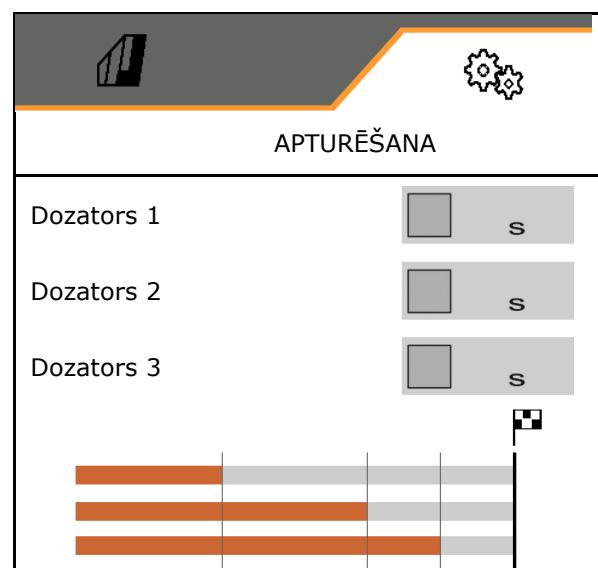 APTURĒŠANA
Dozators 1
s
Dozators 2
s
Dozators 3
s